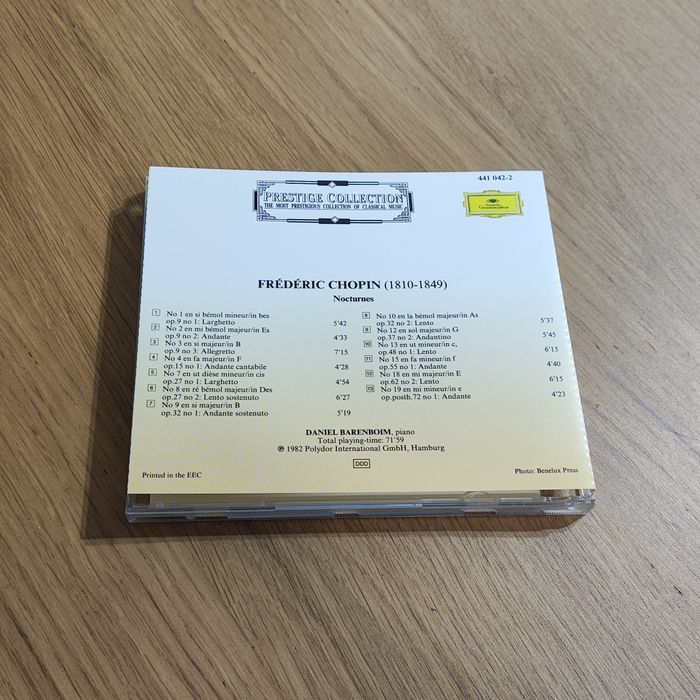 441 042-2
PRESTIGE COLLECTION
THE MOST PRESTIGIOUS COLLECTION OF CLASSICAL MUSIC
Deutsche
Grammophon
FRÉDÉRIC CHOPIN (1810-1849)
Nocturnes
1 No 1 en si bémol mineur/in bes
op.9 no 1: Larghetto 5'42
2 No 2 en mi bémol majeur/in Es
op.9 no 2: Andante 4'33
3 No 3 en si majeur/in B
op.9 no 3: Allegretto 7'15
4 No 4 en fa majeur/in F
op.15 no 1: Andante cantabile 4'28
5 No 7 en ut dièse mineur/in cis
op.27 no 1: Larghetto 4'54
6 No 8 en ré bémol majeur/in Des
op.27 no 2: Lento sostenuto 6'27
7 No 9 en si majeur/in B
op.32 no 1: Andante sostenuto 5'19
8 No 10 en la bémol majeur/in As
op.32 no 2: Lento 5'37
9 No 12 en sol majeur/in G
op.37 no 2: Andantino 5'45
10 No 13 en ut mineur/in c,
op.48 no 1: Lento 6'15
11 No 15 en fa mineur/in f
op.55 no 1: Andante 4'40
12 No 18 en mi majeur/in E
op.62 no 2: Lento 6'15
13 No 19 en mi mineur/in e
op.posth.72 no 1: Andante 4'23
DANIEL BARENBOIM, piano
Total playing-time: 71'59
℗ 1982 Polydor International GmbH, Hamburg
DDD
Printed in the EEC
Photo: Benelux Press